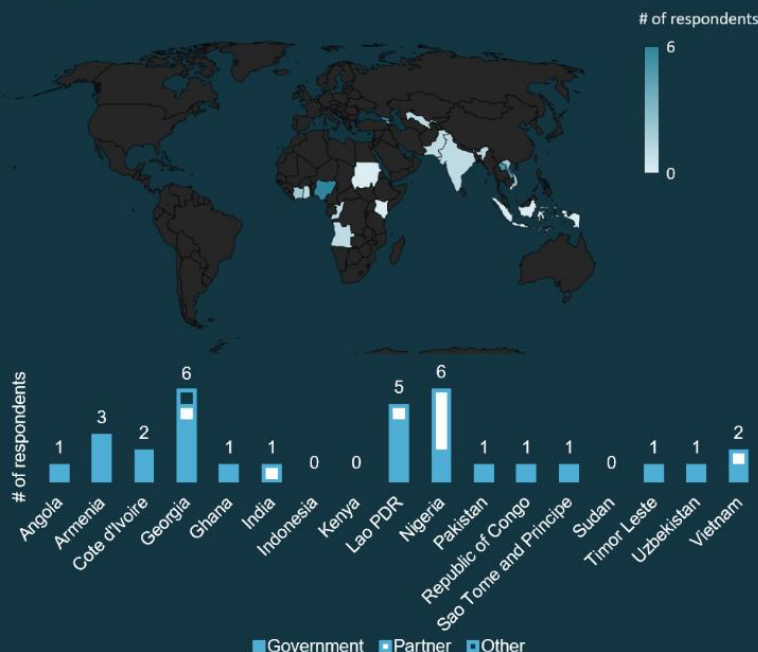 # of respondents
6
0
# of respondents
1
3
2
6
1
1
0
0
5
6
1
1
1
0
1
1
2
Angola
Armenia
Cote d'Ivoire
Georgia
Ghana
India
Indonesia
Kenya
Lao PDR
Nigeria
Pakistan
Republic of Congo
Sao Tome and Principe
Sudan
Timor Leste
Uzbekistan
Vietnam
Government Partner Other